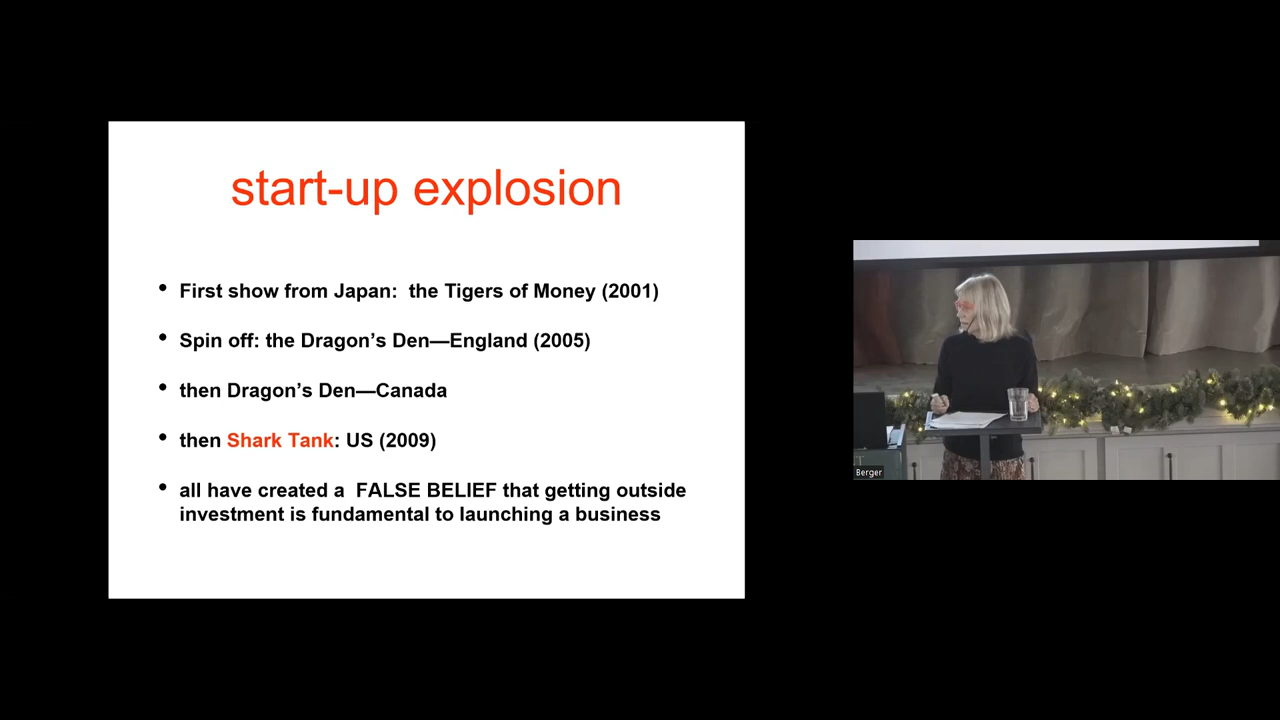 start-up explosion
• First show from Japan:  the Tigers of Money (2001)
• Spin off: the Dragon’s Den—England (2005)
• then Dragon’s Den—Canada
• then Shark Tank: US (2009)
• all have created a  FALSE BELIEF that getting outside
investment is fundamental to launching a business
Berger